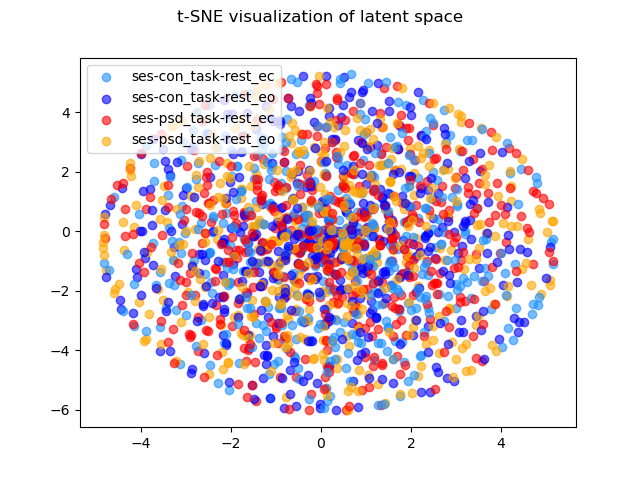 t-SNE visualization of latent space
ses-con_task-rest_ec
ses-con_task-rest_eo
ses-psd_task-rest_ec
ses-psd_task-rest_eo
4
2
0
−2
−4
−6
−4 −2 0 2 4